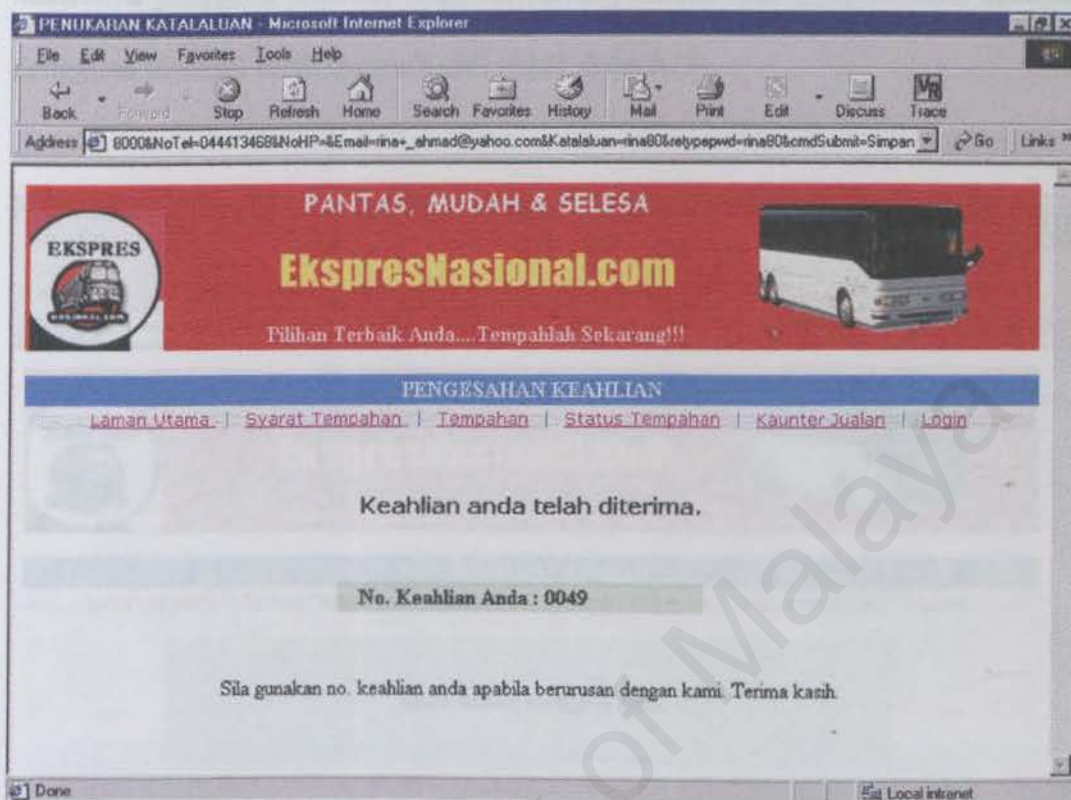 PENUKARAN KATALALUAN - Microsoft Internet Explorer
File Edit View Favorites Tools Help
Back Forward Stop Refresh Home Search Favorites History Mail Print Edit Discuss Trace
Address 8000&NoTel=044413468&NoHP=&Email=rina+_ahmad@yahoo.com&Katalaluan=rina80&retypepwd=rina80&cmdSubmit=Simpan Go Links »
PANTAS, MUDAH & SELESA
EKSPRES
EkspresNasional.com
Pilihan Terbaik Anda....Tempahlah Sekarang!!!
PENGESAHAN KEAHLIAN
Laman Utama | Syarat Tempahan | Tempahan | Status Tempahan | Kaunter Jualan | Login
Keahlian anda telah diterima.
No. Keahlian Anda : 0049
Sila gunakan no. keahlian anda apabila berurusan dengan kami. Terima kasih.
of Malaya
Done Local intranet